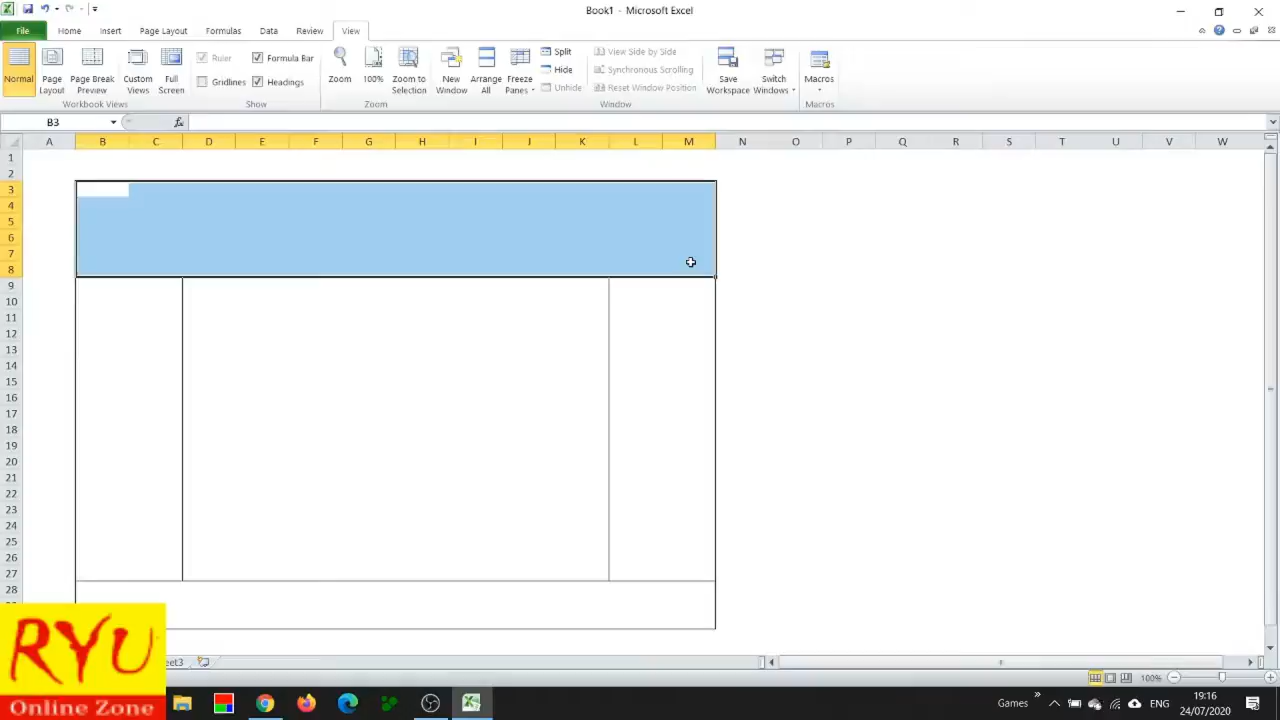 Book1 - Microsoft Excel
File Home Insert Page Layout Formulas Data Review View
Normal Page Layout Page Break Preview Custom Views Full Screen
Workbook Views
Ruler Formula Bar
Gridlines Headings
Show
Zoom 100% Zoom to Selection
Zoom
New Window Arrange All Freeze Panes
Split
Hide
Unhide
View Side by Side
Synchronous Scrolling
Reset Window Position
Save Workspace Switch Windows
Window
Macros
Macros
B3 fx
A B C D E F G H I J K L M N O P Q R S T U V W
1
2
3
4
5
6
7
8
9
10
11
12
13
14
15
16
17
18
19
20
21
22
23
24
25
26
27
28
RYU
Online Zone
100%
Games ENG 19:16
24/07/2020